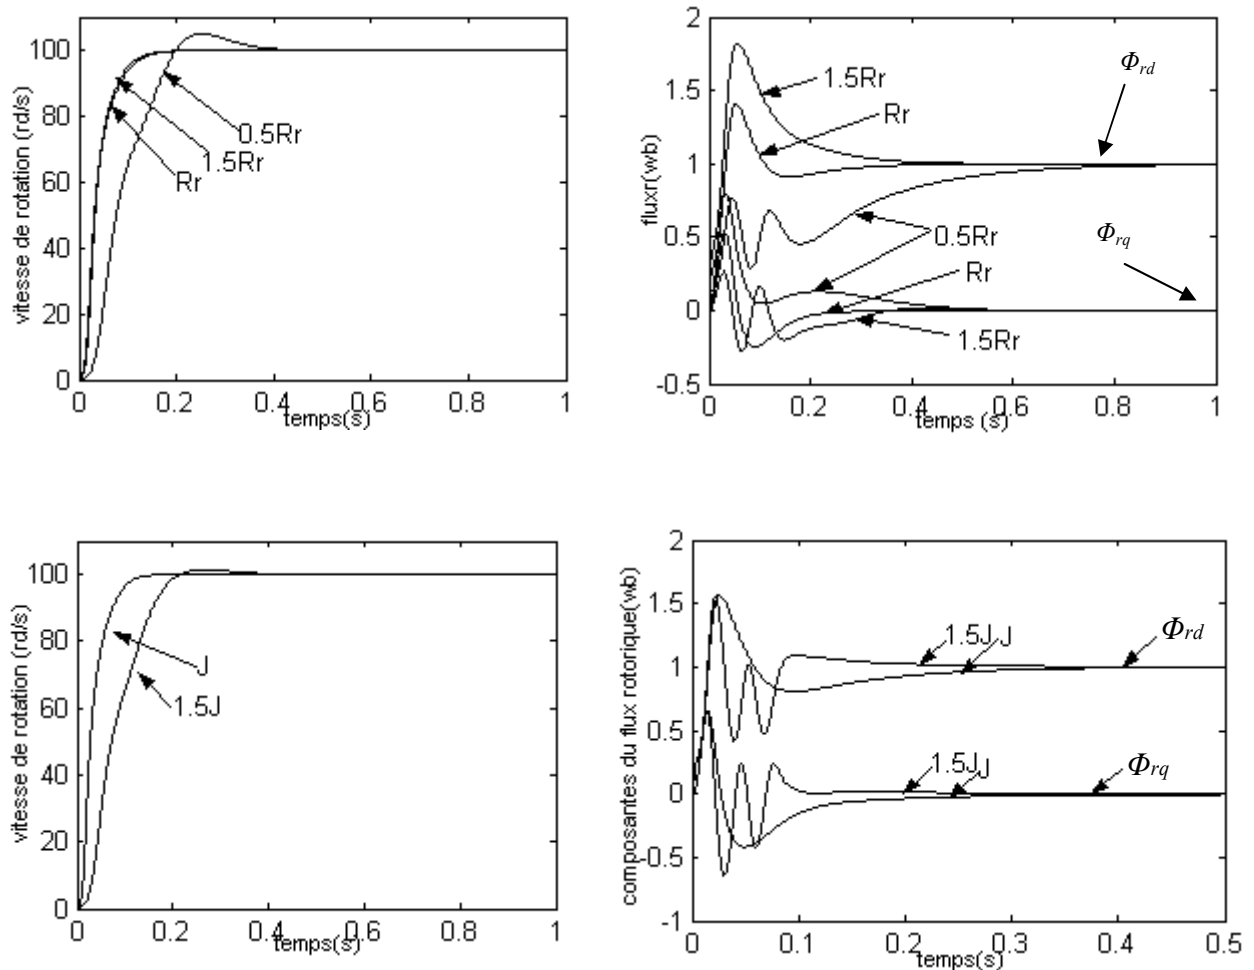 vitesse de rotation (rd/s)
100
80
60
40
20
0
0.5Rr
1.5Rr
Rr
0
0.2
0.4
0.6
0.8
1
temps(s)
fluxr(wb)
2
1.5
1
0.5
0
-0.5
1.5Rr
Rr
Φrd
0.5Rr
Φrq
Rr
1.5Rr
0
0.2
0.4
0.6
0.8
1
temps (s)
vitesse de rotation (rd/s)
100
80
60
40
20
0
J
1.5J
0
0.2
0.4
0.6
0.8
1
temps(s)
composantes du flux rotorique(wb)
2
1.5
1
0.5
0
-0.5
-1
1.5J
J
Φrd
1.5J
J
Φrq
0
0.1
0.2
0.3
0.4
0.5
temps(s)